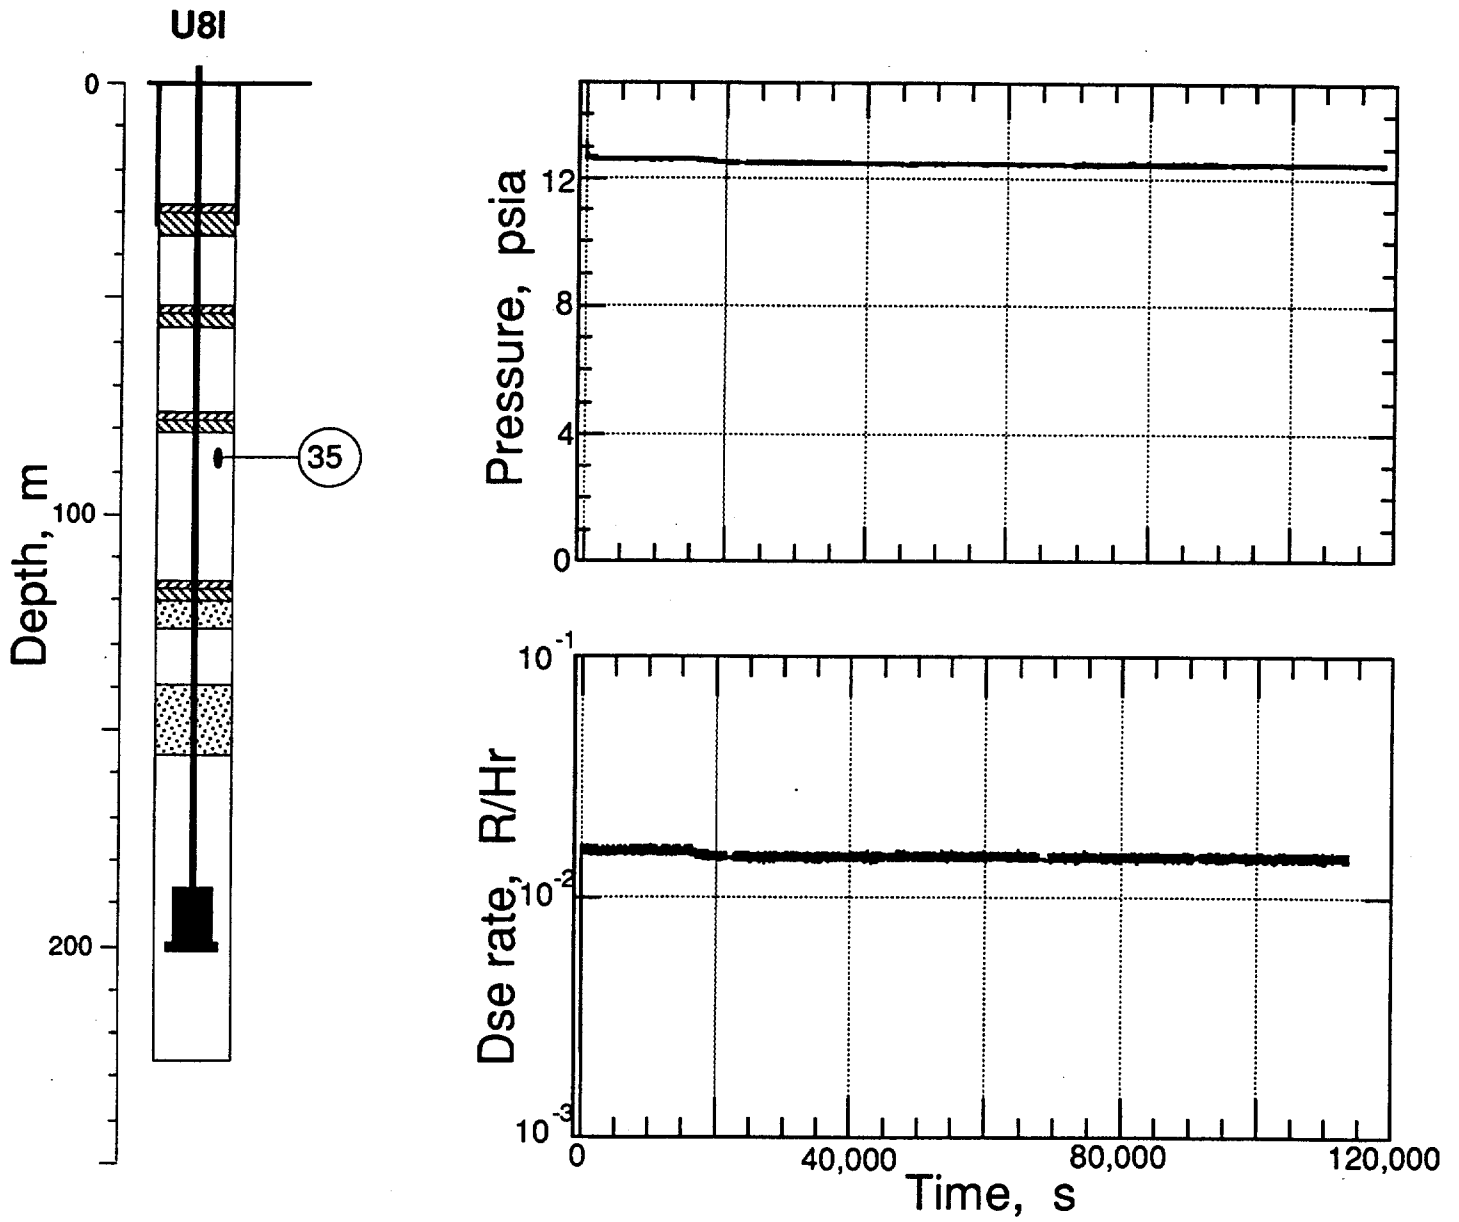 U8I
0
100
200
Depth, m
35
12
8
4
0
Pressure, psia
10-1
10-2
10-3
Dse rate, R/Hr
0 40,000 80,000 120,000
Time, s